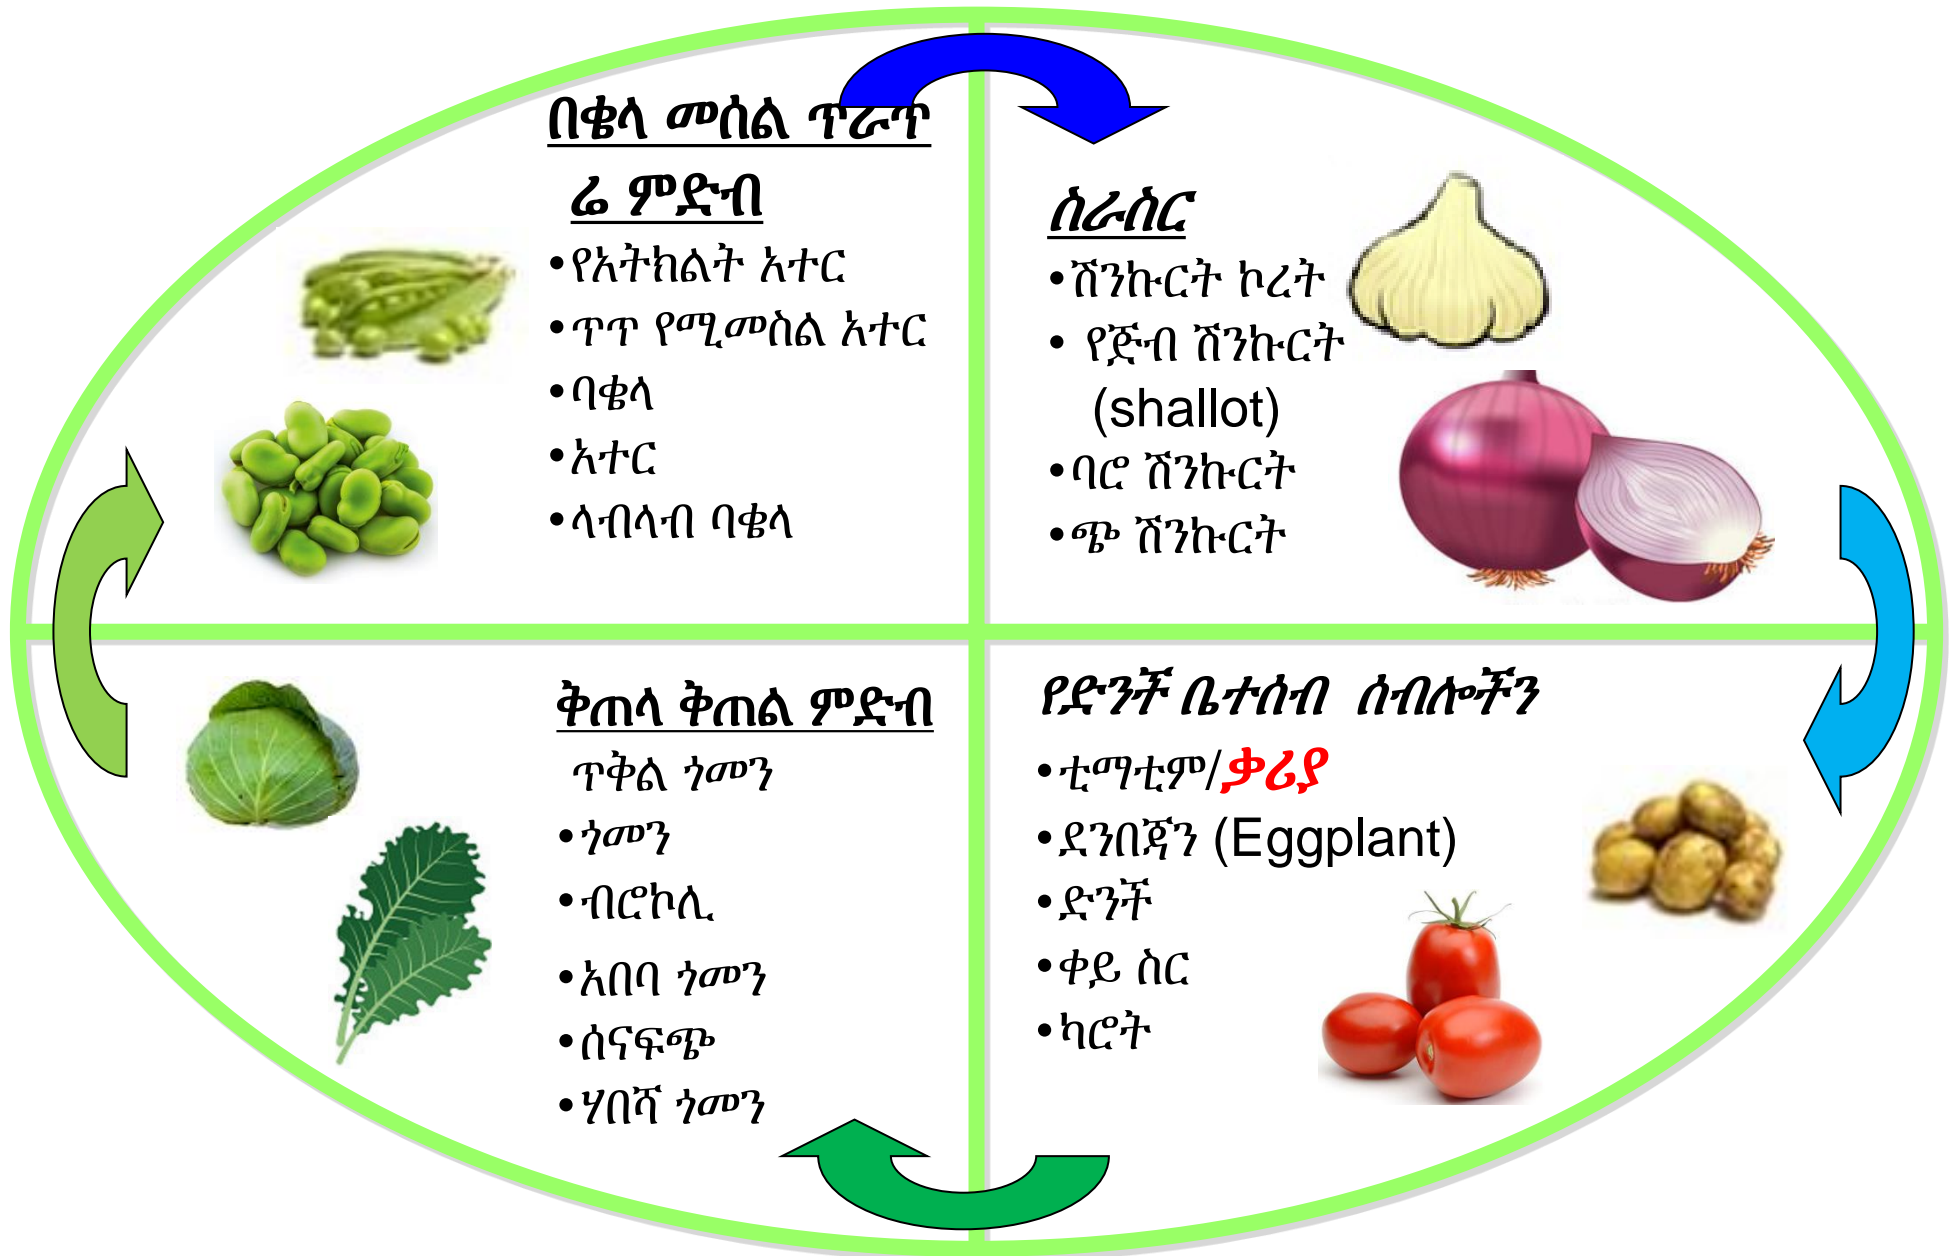 በቄላ መሰል ጥራጥ
ሬ ምድብ
•የአትክልት አተር
•ጥጥ የሚመስል አተር
•ባቄላ
•አተር
•ላብላብ ባቄላ
ስራስር
•ሽንኩርት ኮረት
• የጅብ ሽንኩርት
(shallot)
•ባሮ ሽንኩርት
•ጭ ሽንኩርት
ቅጠላ ቅጠል ምድብ
ጥቅል ጎመን
•ጎመን
•ብሮኮሊ
•አበባ ጎመን
•ሰናፍጭ
•ሃበሻ ጎመን
የድንች ቤተሰብ ሰብሎችን
•ቲማቲም/ቃሪያ
•ደንበጃን (Eggplant)
•ድንች
•ቀይ ስር
•ካሮት